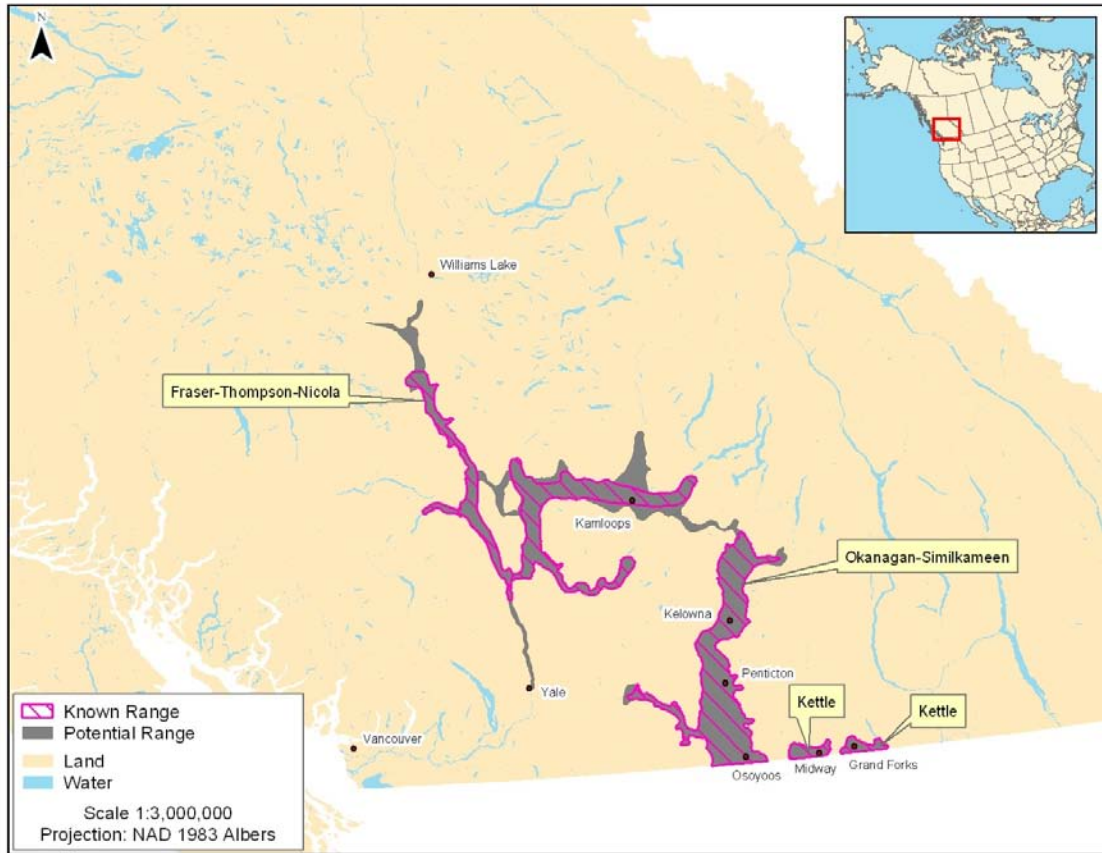 N
Williams Lake
Fraser-Thompson-Nicola
Kamloops
Okanagan-Similkameen
Kelowna
Penticton
Yale
Kettle
Kettle
Vancouver
Osoyoos
Midway
Grand Forks
Known Range
Potential Range
Land
Water
Scale 1:3,000,000
Projection: NAD 1983 Albers